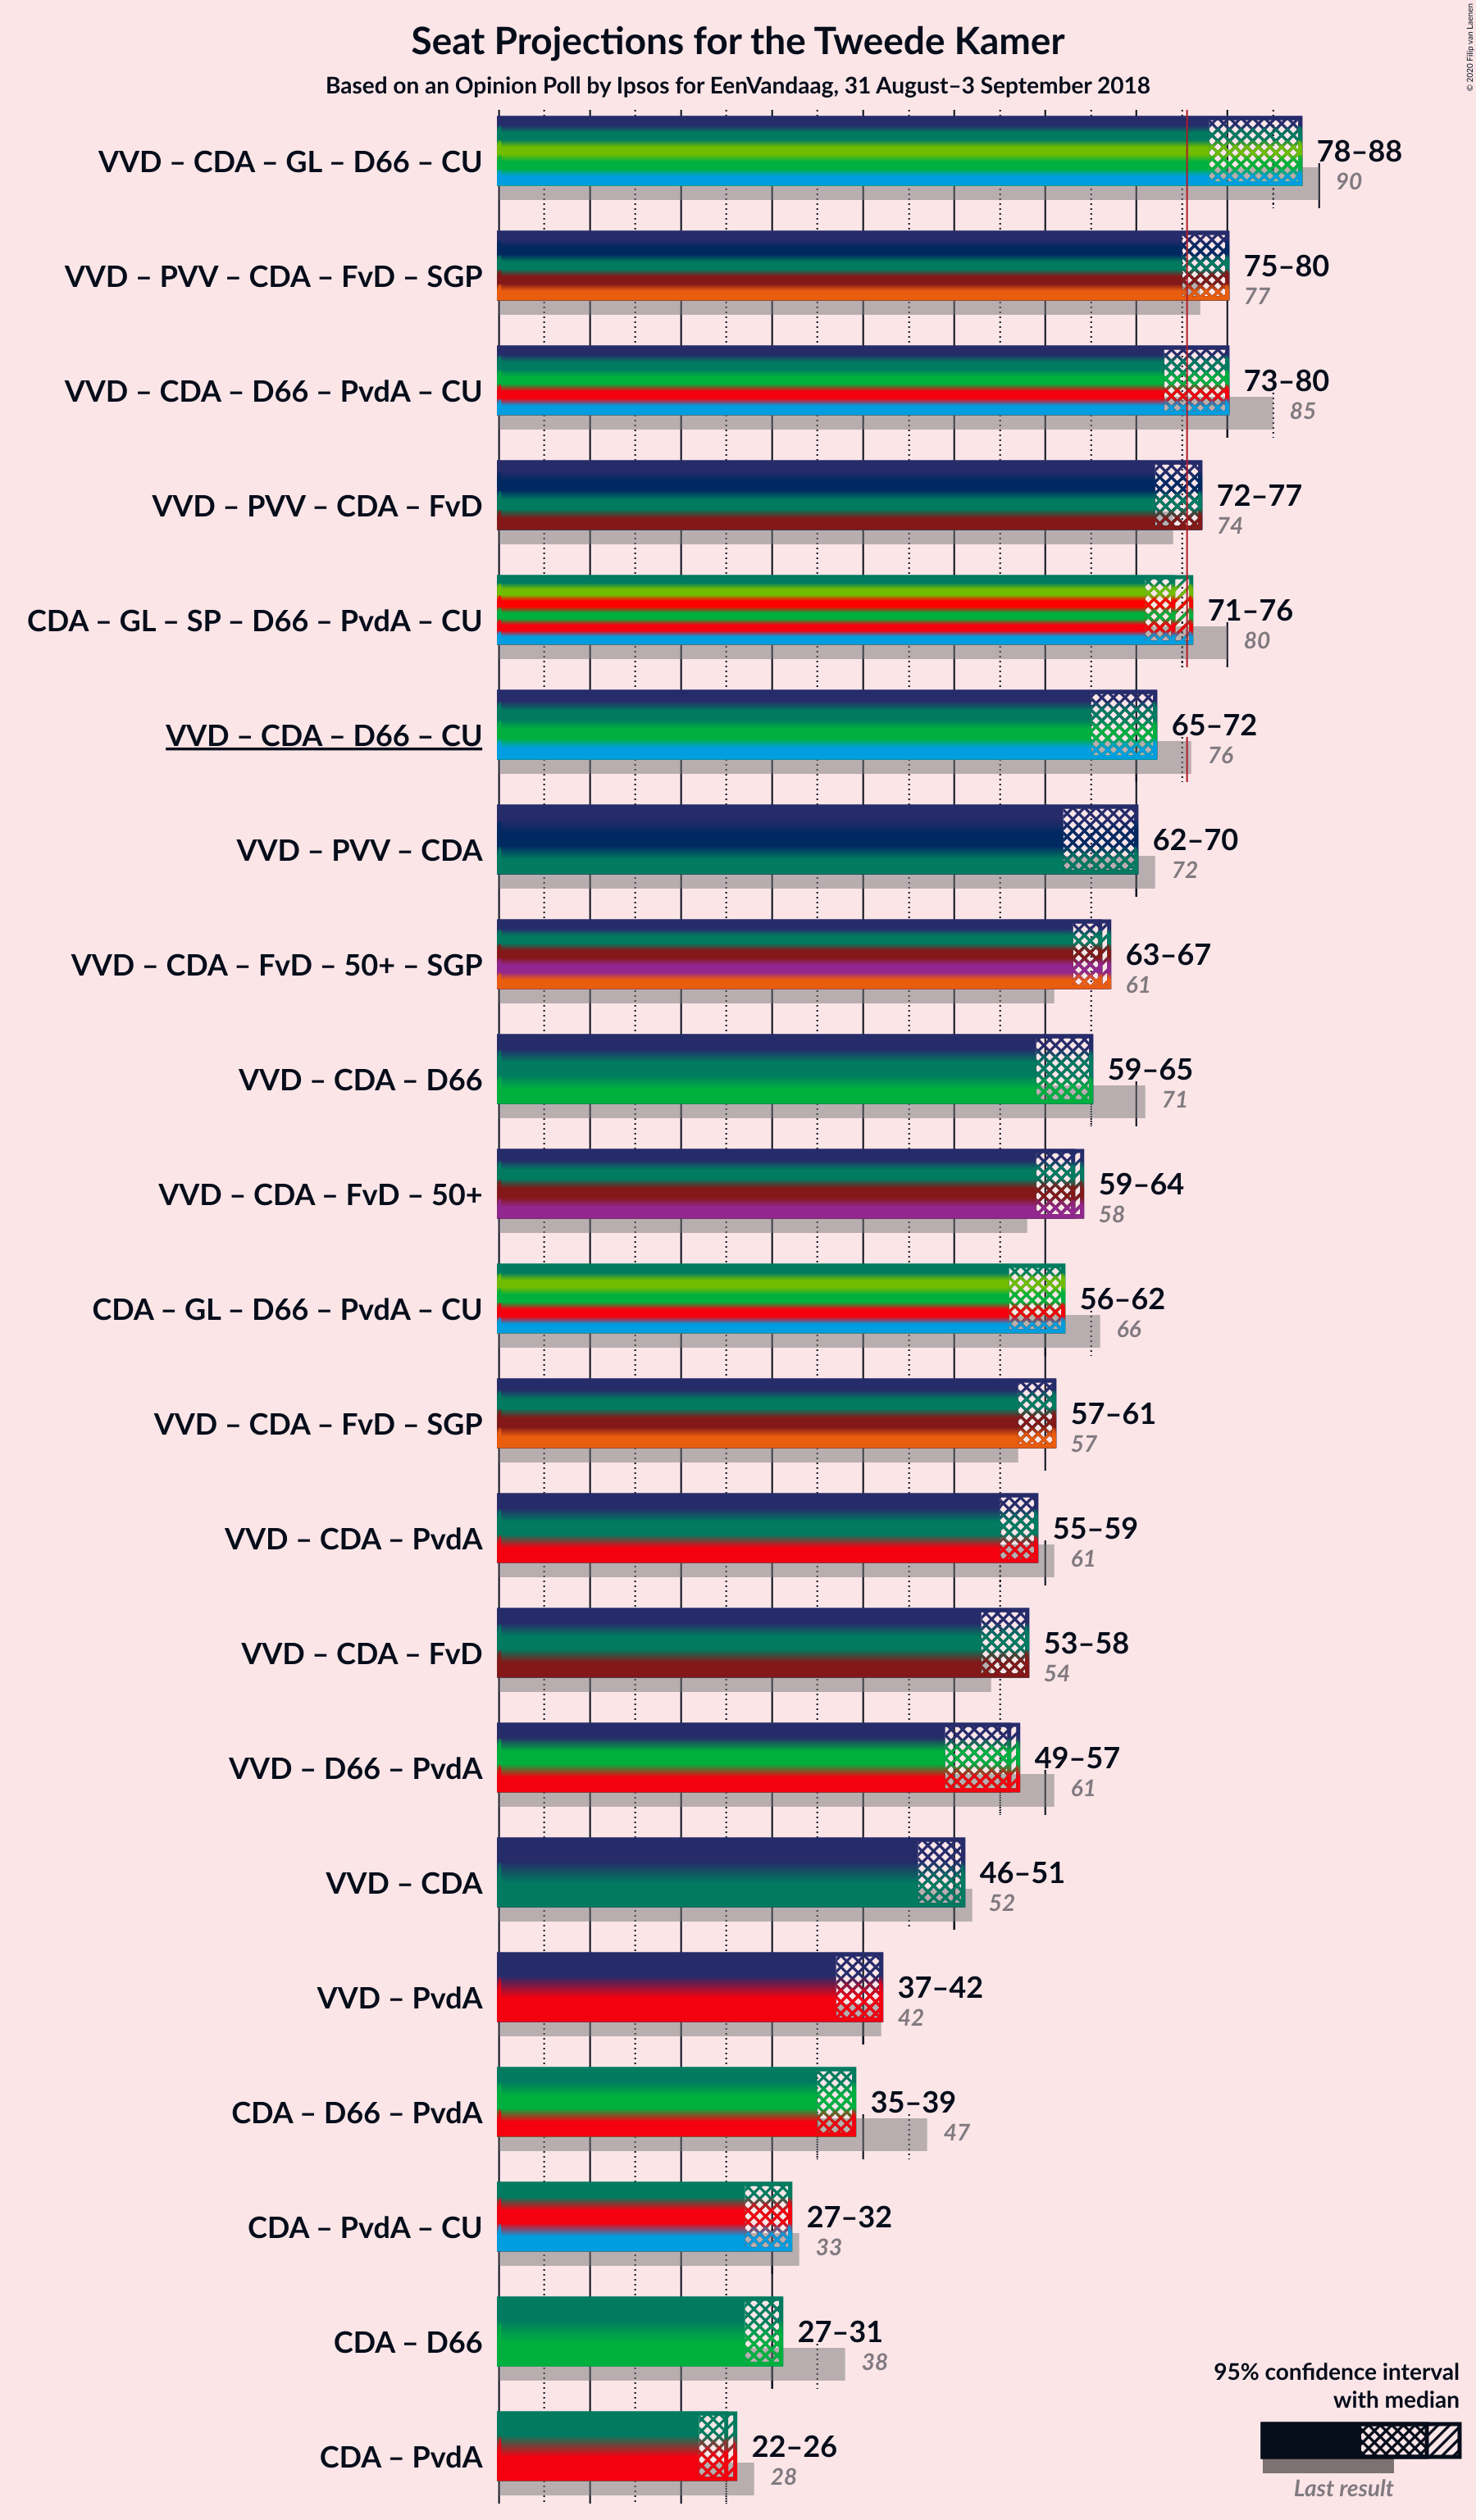 Seat Projections for the Tweede Kamer
Based on an Opinion Poll by Ipsos for EenVandaag, 31 August–3 September 2018
© 2020 Filip van Laenen
VVD – CDA – GL – D66 – CU
78–88
90
VVD – PVV – CDA – FvD – SGP
75–80
77
VVD – CDA – D66 – PvdA – CU
73–80
85
VVD – PVV – CDA – FvD
72–77
74
CDA – GL – SP – D66 – PvdA – CU
71–76
80
VVD – CDA – D66 – CU
65–72
76
VVD – PVV – CDA
62–70
72
VVD – CDA – FvD – 50+ – SGP
63–67
61
VVD – CDA – D66
59–65
71
VVD – CDA – FvD – 50+
59–64
58
CDA – GL – D66 – PvdA – CU
56–62
66
VVD – CDA – FvD – SGP
57–61
57
VVD – CDA – PvdA
55–59
61
VVD – CDA – FvD
53–58
54
VVD – D66 – PvdA
49–57
61
VVD – CDA
46–51
52
VVD – PvdA
37–42
42
CDA – D66 – PvdA
35–39
47
CDA – PvdA – CU
27–32
33
CDA – D66
27–31
38
CDA – PvdA
22–26
28
95% confidence interval
with median
Last result